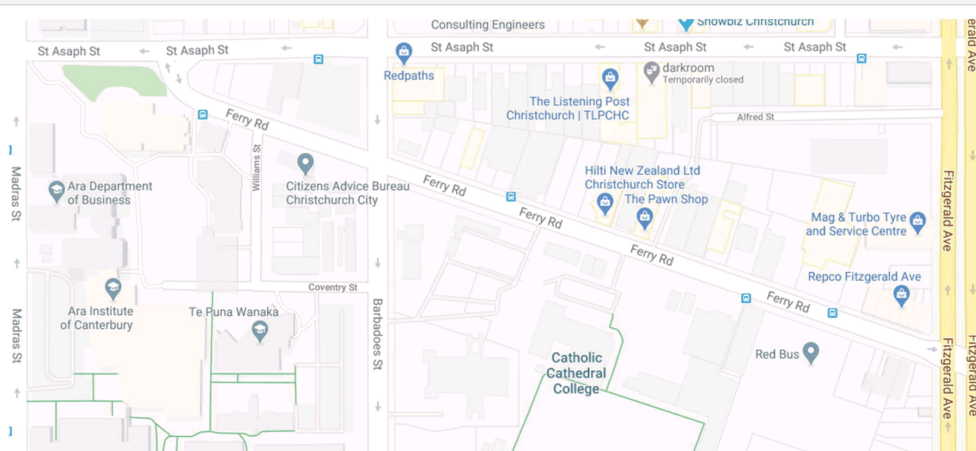 Consulting Engineers
Showbiz Christchurch
St Asaph St
St Asaph St
St Asaph St
St Asaph St
St Asaph St
erald Ave
Redpaths
darkroom
Temporarily closed
The Listening Post
Christchurch | TLPCHC
Ferry Rd
Alfred St
Williams St
Madras St
Ara Department
of Business
Citizens Advice Bureau
Christchurch City
Ferry Rd
Hilti New Zealand Ltd
Christchurch Store
The Pawn Shop
Ferry Rd
Fitzgerald Ave
Mag & Turbo Tyre
and Service Centre
Ferry Rd
Repco Fitzgerald Ave
Coventry St
Ferry Rd
Ara Institute
of Canterbury
Te Puna Wanaka
Madras St
Barbadoes St
Catholic
Cathedral
College
Red Bus
Fitzgerald Ave
Fitzgerald Ave